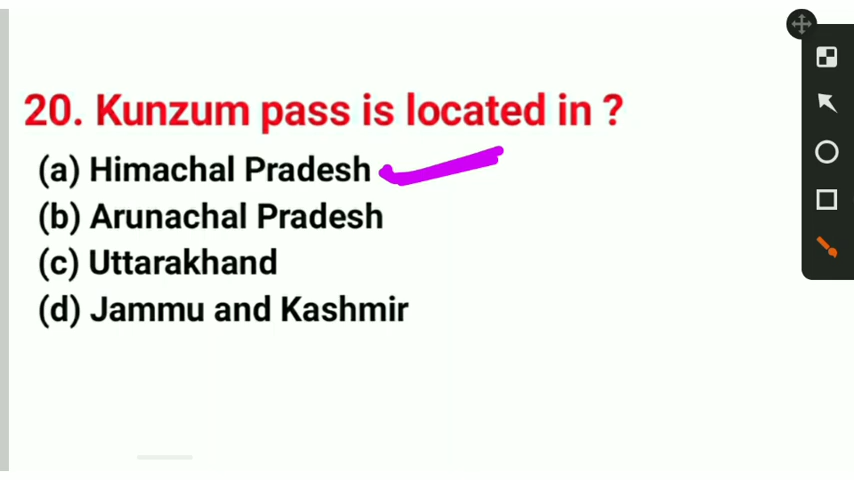 20. Kunzum pass is located in ?
(a) Himachal Pradesh
(b) Arunachal Pradesh
(c) Uttarakhand
(d) Jammu and Kashmir